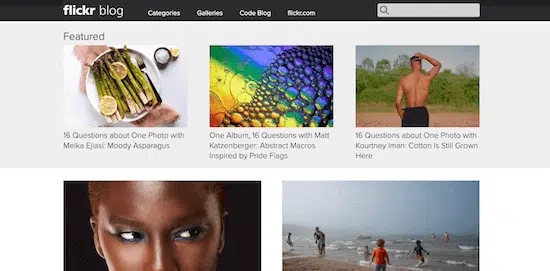 flickr blog
Categories
Galleries
Code Blog
flickr.com
Featured
16 Questions about One Photo with
Meika Ejiasi: Moody Asparagus
One Album, 16 Questions with Matt
Katzenberger: Abstract Macros
Inspired by Pride Flags
16 Questions about One Photo with
Kourtney Iman: Cotton Is Still Grown
Here